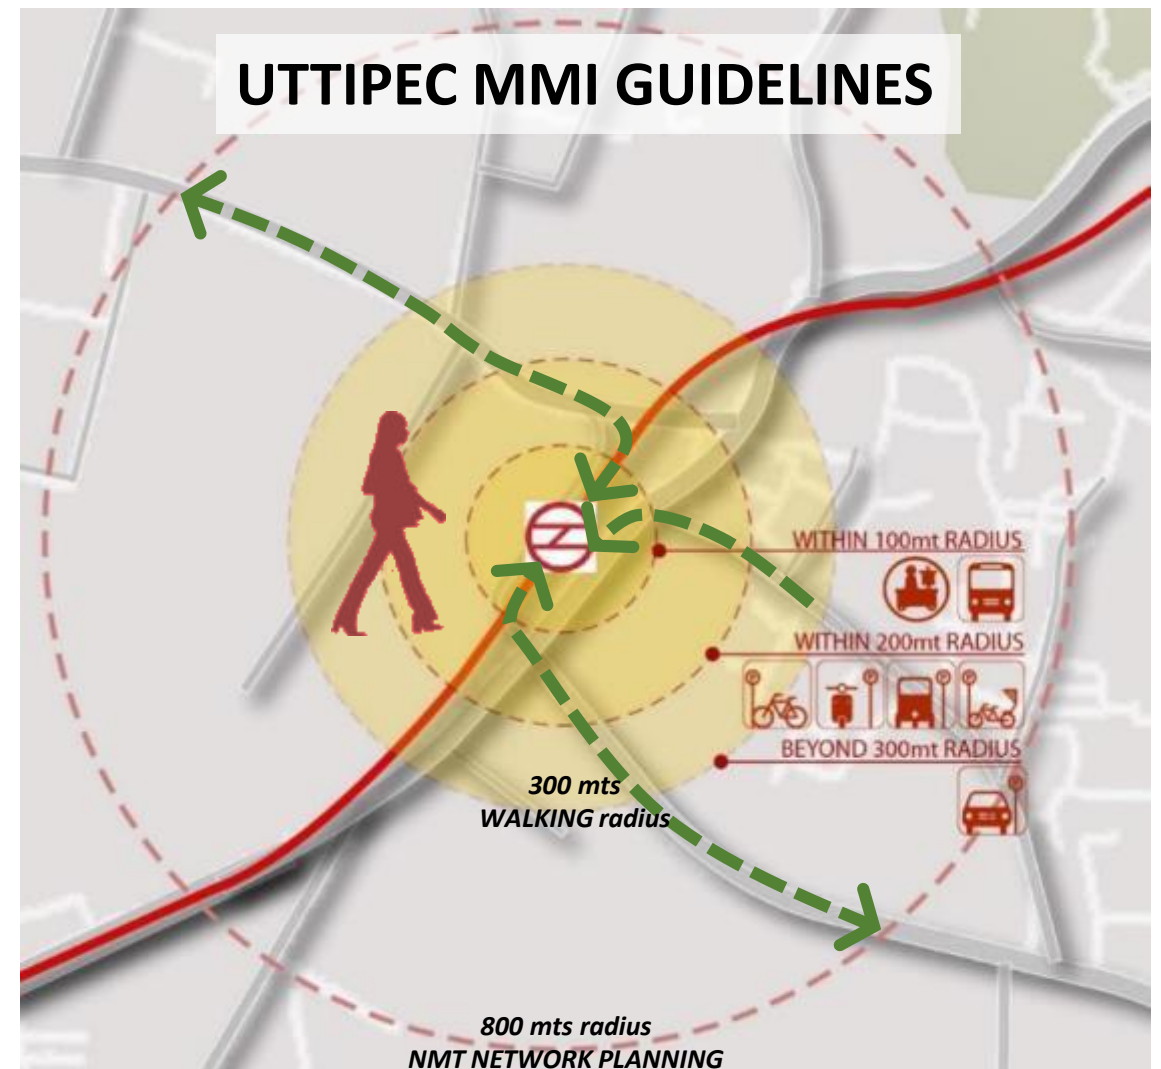 UTTIPEC MMI GUIDELINES
WITHIN 100mt RADIUS
WITHIN 200mt RADIUS
P
P
P
P
BEYOND 300mt RADIUS
P
300 mts
WALKING radius
800 mts radius
NMT NETWORK PLANNING